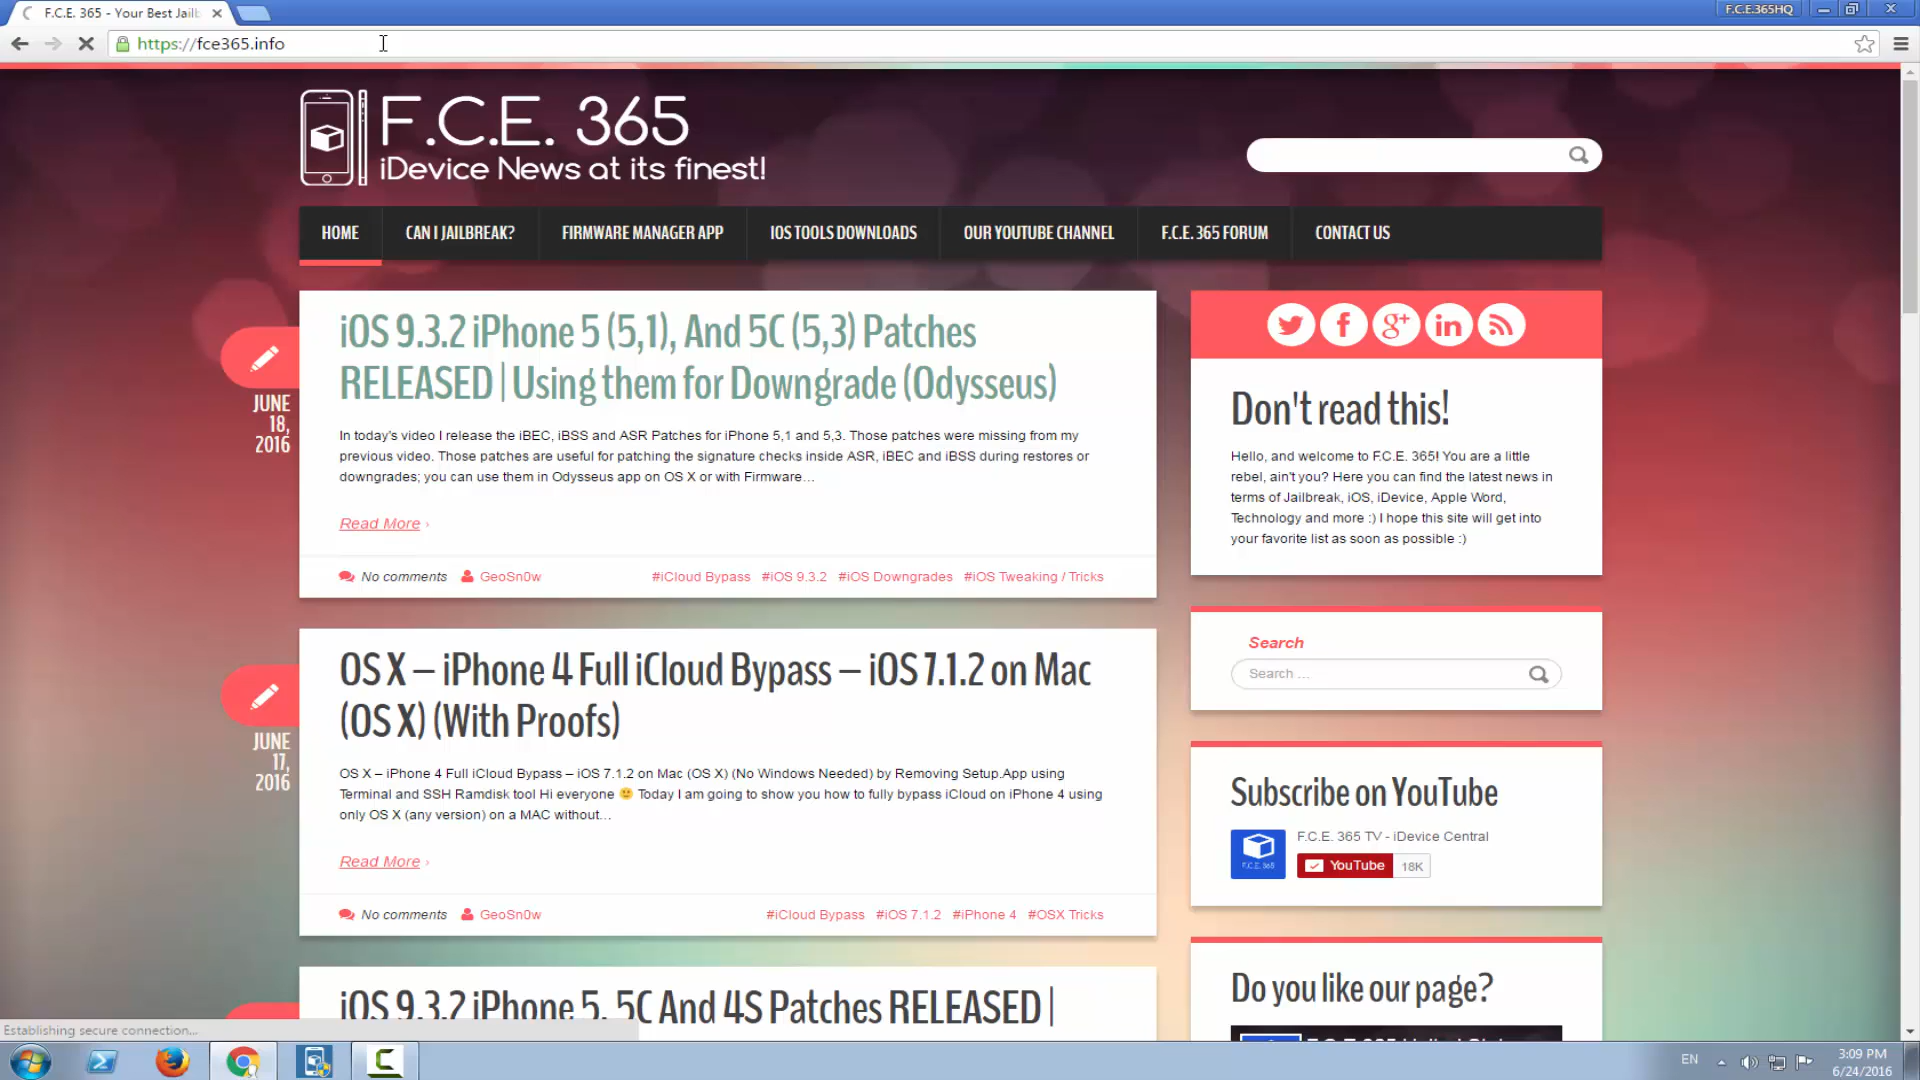 F.C.E. 365 - Your Best Jailb
F.C.E.365HQ
https://fce365.info
F.C.E. 365
iDevice News at its finest!
HOME
CAN I JAILBREAK?
FIRMWARE MANAGER APP
IOS TOOLS DOWNLOADS
OUR YOUTUBE CHANNEL
F.C.E. 365 FORUM
CONTACT US
JUNE
18,
2016
iOS 9.3.2 iPhone 5 (5,1), And 5C (5,3) Patches
RELEASED | Using them for Downgrade (Odysseus)
In today's video I release the iBEC, iBSS and ASR Patches for iPhone 5,1 and 5,3. Those patches were missing from my
previous video. Those patches are useful for patching the signature checks inside ASR, iBEC and iBSS during restores or
downgrades; you can use them in Odysseus app on OS X or with Firmware…
Read More ›
No comments GeoSn0w #iCloud Bypass #iOS 9.3.2 #iOS Downgrades #iOS Tweaking / Tricks
JUNE
17,
2016
OS X – iPhone 4 Full iCloud Bypass – iOS 7.1.2 on Mac
(OS X) (With Proofs)
OS X – iPhone 4 Full iCloud Bypass – iOS 7.1.2 on Mac (OS X) (No Windows Needed) by Removing Setup.App using
Terminal and SSH Ramdisk tool Hi everyone 🙂 Today I am going to show you how to fully bypass iCloud on iPhone 4 using
only OS X (any version) on a MAC without…
Read More ›
No comments GeoSn0w #iCloud Bypass #iOS 7.1.2 #iPhone 4 #OSX Tricks
iOS 9.3.2 iPhone 5, 5C And 4S Patches RELEASED |
Don't read this!
Hello, and welcome to F.C.E. 365! You are a little
rebel, ain't you? Here you can find the latest news in
terms of Jailbreak, iOS, iDevice, Apple Word,
Technology and more :) I hope this site will get into
your favorite list as soon as possible :)
Search
Search …
Subscribe on YouTube
F.C.E. 365
F.C.E. 365 TV - iDevice Central
YouTube 18K
Do you like our page?
Establishing secure connection...
EN
3:09 PM
6/24/2016